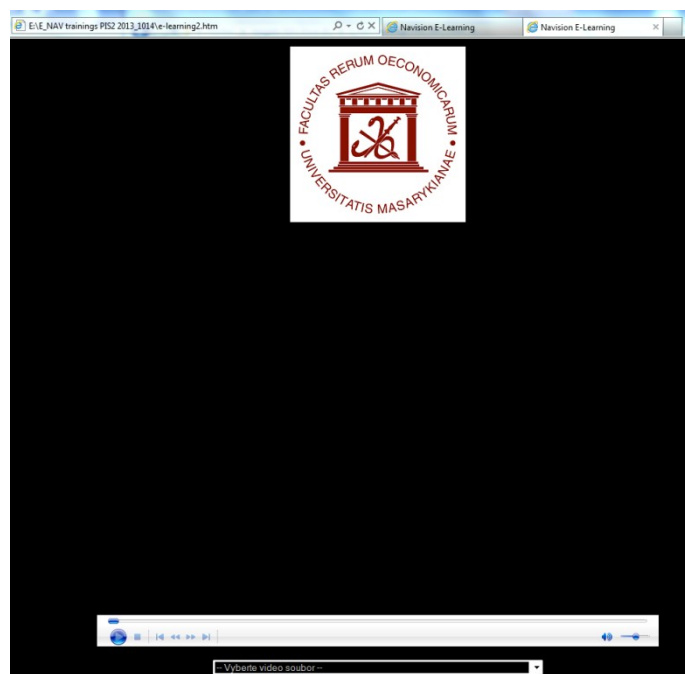 E:\E_NAV trainings PIS2 2013_1014\e-learning2.htm
Navision E-Learning
Navision E-Learning
FACULTAS RERUM OECONOMICARUM
UNIVERSITATIS MASARYKIANAE
-- Vyberte video soubor --